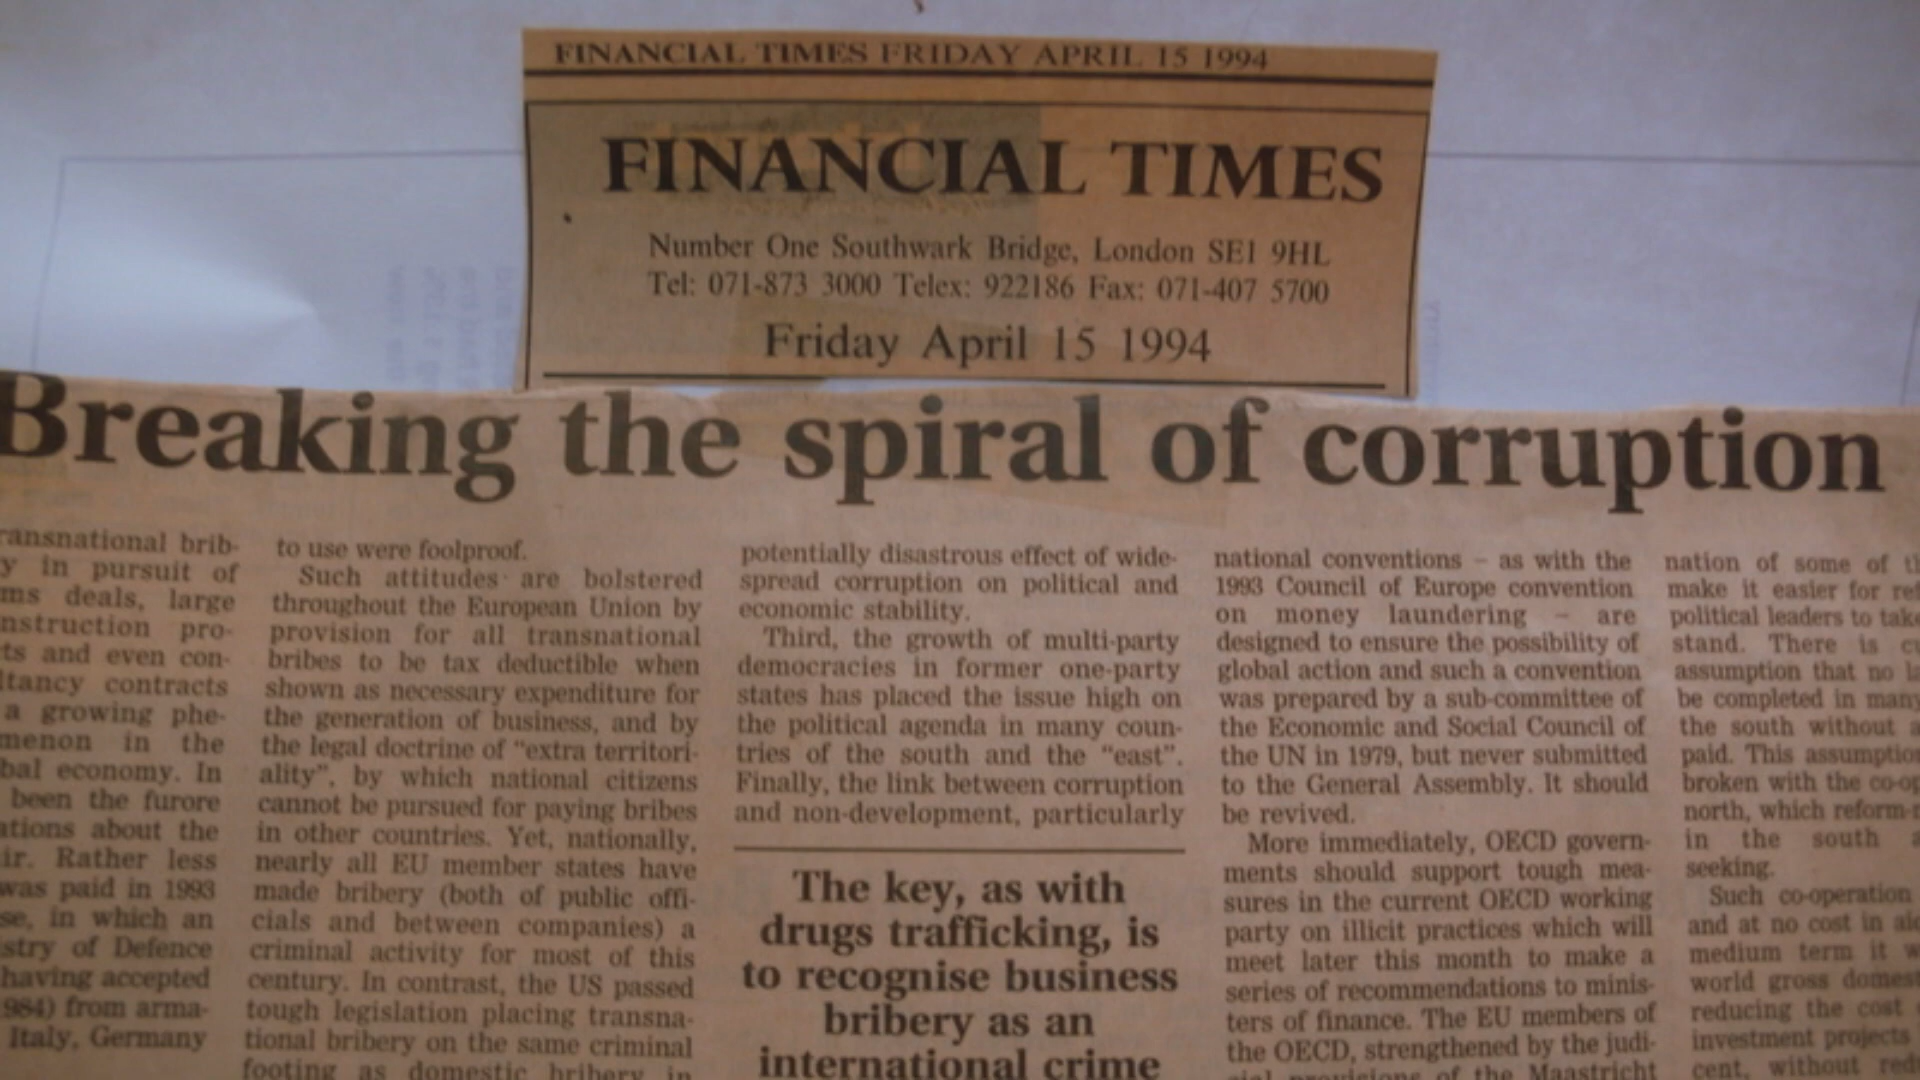 FINANCIAL TIMES FRIDAY APRIL 15 1994
FINANCIAL TIMES
Number One Southwark Bridge, London SE1 9HL
Tel: 071-873 3000 Telex: 922186 Fax: 071-407 5700
Friday April 15 1994
Breaking the spiral of corruption
ransnational brib-
y in pursuit of
ms deals, large
nstruction pro-
ts and even con-
ltancy contracts
a growing phe-
menon in the
bal economy. In
been the furore
ations about the
ir. Rather less
was paid in 1993
se, in which an
stry of Defence
having accepted
984) from arma-
Italy, Germany
to use were foolproof.
Such attitudes are bolstered
throughout the European Union by
provision for all transnational
bribes to be tax deductible when
shown as necessary expenditure for
the generation of business, and by
the legal doctrine of "extra territori-
ality", by which national citizens
cannot be pursued for paying bribes
in other countries. Yet, nationally,
nearly all EU member states have
made bribery (both of public offi-
cials and between companies) a
criminal activity for most of this
century. In contrast, the US passed
tough legislation placing transna-
tional bribery on the same criminal
footing as domestic bribery in
potentially disastrous effect of wide-
spread corruption on political and
economic stability.
Third, the growth of multi-party
democracies in former one-party
states has placed the issue high on
the political agenda in many coun-
tries of the south and the "east".
Finally, the link between corruption
and non-development, particularly
The key, as with
drugs trafficking, is
to recognise business
bribery as an
international crime
national conventions – as with the
1993 Council of Europe convention
on money laundering – are
designed to ensure the possibility of
global action and such a convention
was prepared by a sub-committee of
the Economic and Social Council of
the UN in 1979, but never submitted
to the General Assembly. It should
be revived.
More immediately, OECD govern-
ments should support tough mea-
sures in the current OECD working
party on illicit practices which will
meet later this month to make a
series of recommendations to minis-
ters of finance. The EU members of
the OECD, strengthened by the judi-
cial provisions of the Maastricht
nation of some of th
make it easier for ref
political leaders to take
stand. There is cu
assumption that no la
be completed in many
the south without a
paid. This assumption
broken with the co-op
north, which reform-m
in the south a
seeking.
Such co-operation
and at no cost in aid
medium term it w
world gross domest
reducing the cost o
investment projects
cent, without redu